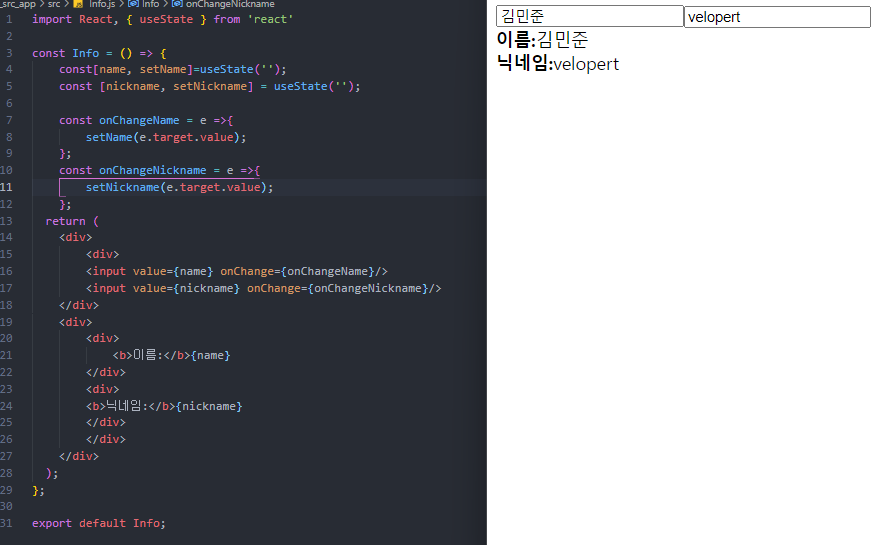 _src_app > src > Info.js > Info > onChangeNickname
1 import React, { useState } from 'react'
2
3 const Info = () => {
4 const[name, setName]=useState('');
5 const [nickname, setNickname] = useState('');
6
7 const onChangeName = e =>{
8 setName(e.target.value);
9 };
10 const onChangeNickname = e =>{
11 setNickname(e.target.value);
12 };
13 return (
14 <div>
15 <div>
16 <input value={name} onChange={onChangeName}/>
17 <input value={nickname} onChange={onChangeNickname}/>
18 </div>
19 <div>
20 <div>
21 <b>이름:</b>{name}
22 </div>
23 <div>
24 <b>닉네임:</b>{nickname}
25 </div>
26 </div>
27 </div>
28 );
29 };
30
31 export default Info;
김민준 velopert
이름:김민준
닉네임:velopert